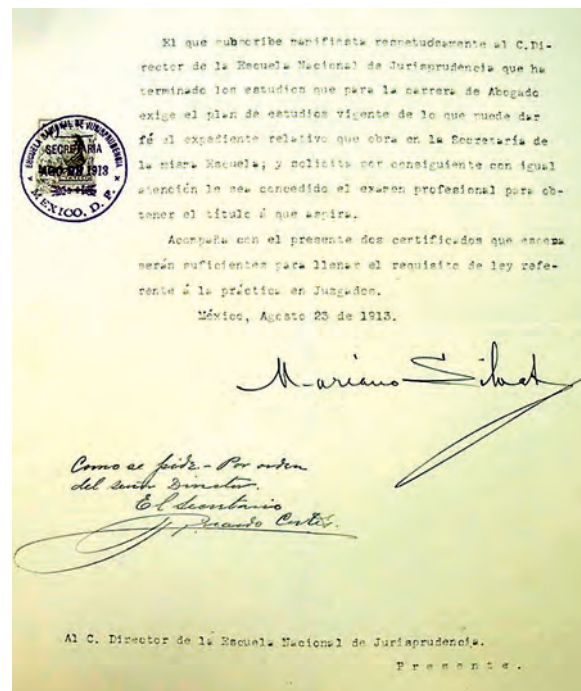 El que subscribe manifiesta respetuosamente al C.Di-
rector de la Escuela Nacional de Jurisprudencia que ha
terminado los estudios que para la carrera de Abogado
exige el plan de estudios vigente de lo que puede dar
fé el expediente relativo que obra en la Secretaría de
la misma Escuela; y solicita por consiguiente con igual
atención le sea concedido el examen profesional para ob-
tener el título á que aspira.
Acompaña con el presente dos certificados que espera
serán suficientes para llenar el requisito de ley refe-
rente á la práctica en Juzgados.
México, Agosto 23 de 1913.
ESCUELA NACIONAL DE JURISPRUDENCIA
SECRETARIA
1913
MEXICO, D. F.
Mariano Silva
Como se pide.- Por orden
del señor Director.
El Secretario
Cortés.
Al C. Director de la Escuela Nacional de Jurisprudencia.
Presente.